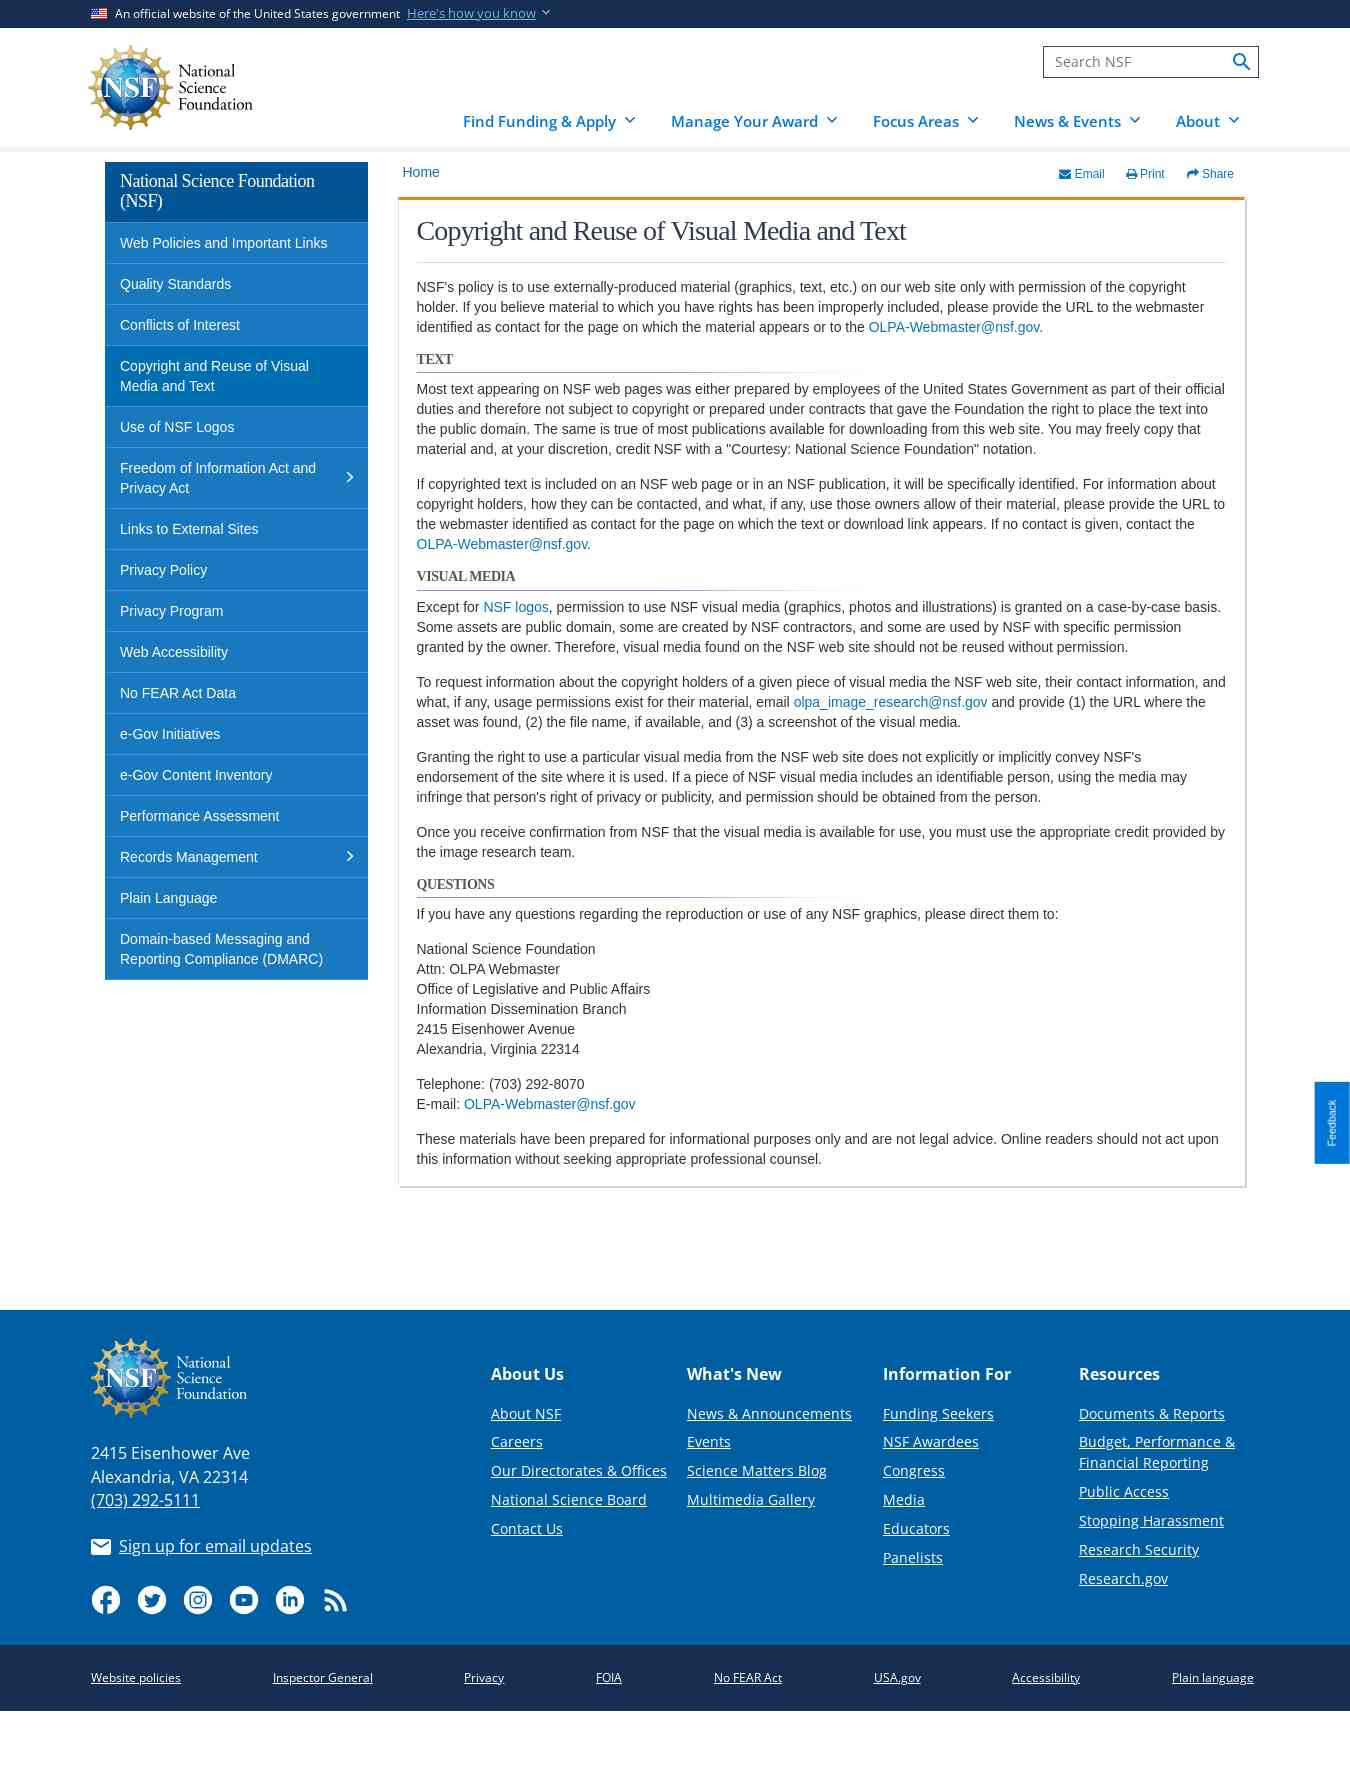 An official website of the United States government Here's how you know
NSF
National
Science
Foundation
Search NSF
Find Funding & Apply Manage Your Award Focus Areas News & Events About
National Science Foundation
(NSF)
Web Policies and Important Links
Quality Standards
Conflicts of Interest
Copyright and Reuse of Visual
Media and Text
Use of NSF Logos
Freedom of Information Act and
Privacy Act
Links to External Sites
Privacy Policy
Privacy Program
Web Accessibility
No FEAR Act Data
e-Gov Initiatives
e-Gov Content Inventory
Performance Assessment
Records Management
Plain Language
Domain-based Messaging and
Reporting Compliance (DMARC)
Home
Email Print Share
Copyright and Reuse of Visual Media and Text
NSF's policy is to use externally-produced material (graphics, text, etc.) on our web site only with permission of the copyright
holder. If you believe material to which you have rights has been improperly included, please provide the URL to the webmaster
identified as contact for the page on which the material appears or to the OLPA-Webmaster@nsf.gov.
TEXT
Most text appearing on NSF web pages was either prepared by employees of the United States Government as part of their official
duties and therefore not subject to copyright or prepared under contracts that gave the Foundation the right to place the text into
the public domain. The same is true of most publications available for downloading from this web site. You may freely copy that
material and, at your discretion, credit NSF with a "Courtesy: National Science Foundation" notation.
If copyrighted text is included on an NSF web page or in an NSF publication, it will be specifically identified. For information about
copyright holders, how they can be contacted, and what, if any, use those owners allow of their material, please provide the URL to
the webmaster identified as contact for the page on which the text or download link appears. If no contact is given, contact the
OLPA-Webmaster@nsf.gov.
VISUAL MEDIA
Except for NSF logos, permission to use NSF visual media (graphics, photos and illustrations) is granted on a case-by-case basis.
Some assets are public domain, some are created by NSF contractors, and some are used by NSF with specific permission
granted by the owner. Therefore, visual media found on the NSF web site should not be reused without permission.
To request information about the copyright holders of a given piece of visual media the NSF web site, their contact information, and
what, if any, usage permissions exist for their material, email olpa_image_research@nsf.gov and provide (1) the URL where the
asset was found, (2) the file name, if available, and (3) a screenshot of the visual media.
Granting the right to use a particular visual media from the NSF web site does not explicitly or implicitly convey NSF's
endorsement of the site where it is used. If a piece of NSF visual media includes an identifiable person, using the media may
infringe that person's right of privacy or publicity, and permission should be obtained from the person.
Once you receive confirmation from NSF that the visual media is available for use, you must use the appropriate credit provided by
the image research team.
QUESTIONS
If you have any questions regarding the reproduction or use of any NSF graphics, please direct them to:
National Science Foundation
Attn: OLPA Webmaster
Office of Legislative and Public Affairs
Information Dissemination Branch
2415 Eisenhower Avenue
Alexandria, Virginia 22314
Telephone: (703) 292-8070
E-mail: OLPA-Webmaster@nsf.gov
These materials have been prepared for informational purposes only and are not legal advice. Online readers should not act upon
this information without seeking appropriate professional counsel.
Feedback
NSF
National
Science
Foundation
2415 Eisenhower Ave
Alexandria, VA 22314
(703) 292-5111
Sign up for email updates
About Us
About NSF
Careers
Our Directorates & Offices
National Science Board
Contact Us
What's New
News & Announcements
Events
Science Matters Blog
Multimedia Gallery
Information For
Funding Seekers
NSF Awardees
Congress
Media
Educators
Panelists
Resources
Documents & Reports
Budget, Performance &
Financial Reporting
Public Access
Stopping Harassment
Research Security
Research.gov
Website policies Inspector General Privacy FOIA No FEAR Act USA.gov Accessibility Plain language